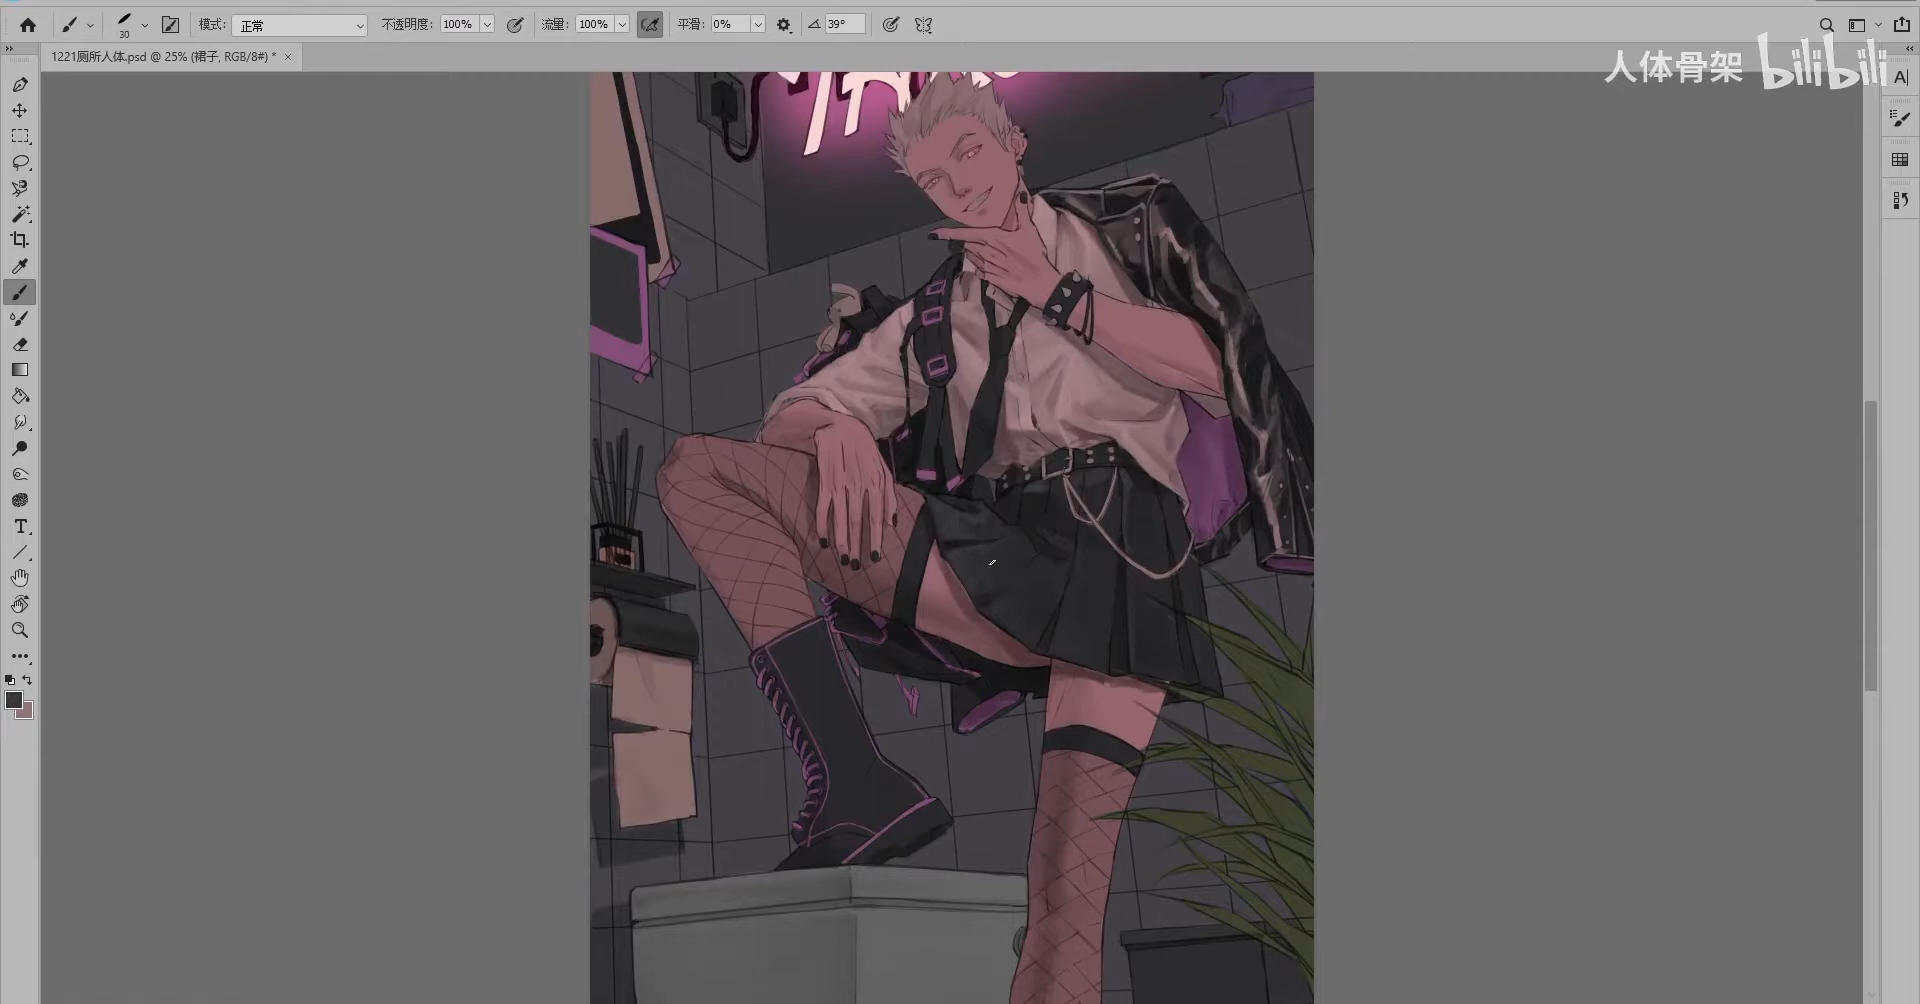 30 模式: 正常 不透明度: 100% 流量: 100% 平滑: 0% 39°
1221厕所人体.psd @ 25% (裙子, RGB/8#) * ×
人体骨架 bilibili
A
T